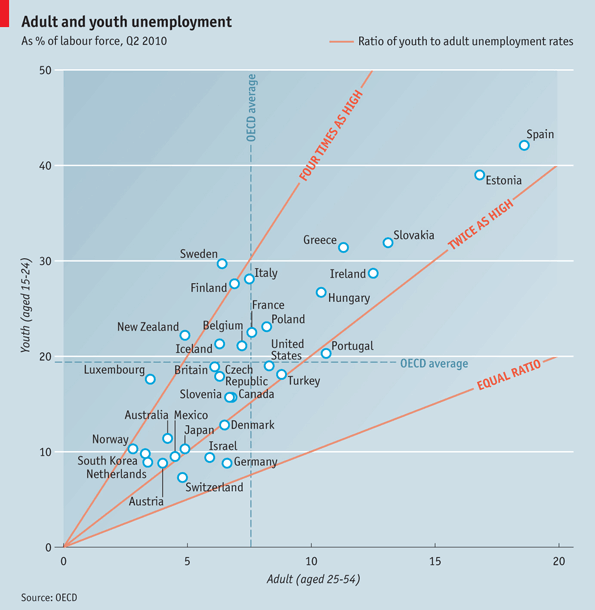 Adult and youth unemployment
As % of labour force, Q2 2010
Ratio of youth to adult unemployment rates
50
OECD average
FOUR TIMES AS HIGH
Spain
40
Estonia
TWICE AS HIGH
Greece
Slovakia
Sweden
30
Italy
Ireland
Finland
Hungary
France
New Zealand
Belgium
Poland
Iceland
United
States
Portugal
20
OECD average
Luxembourg
Britain
Czech
Republic
Turkey
EQUAL RATIO
Slovenia
Canada
Australia
Mexico
Denmark
Japan
Norway
Israel
10
South Korea
Germany
Netherlands
Switzerland
Austria
0
Youth (aged 15-24)
0
5
10
15
20
Adult (aged 25-54)
Source: OECD